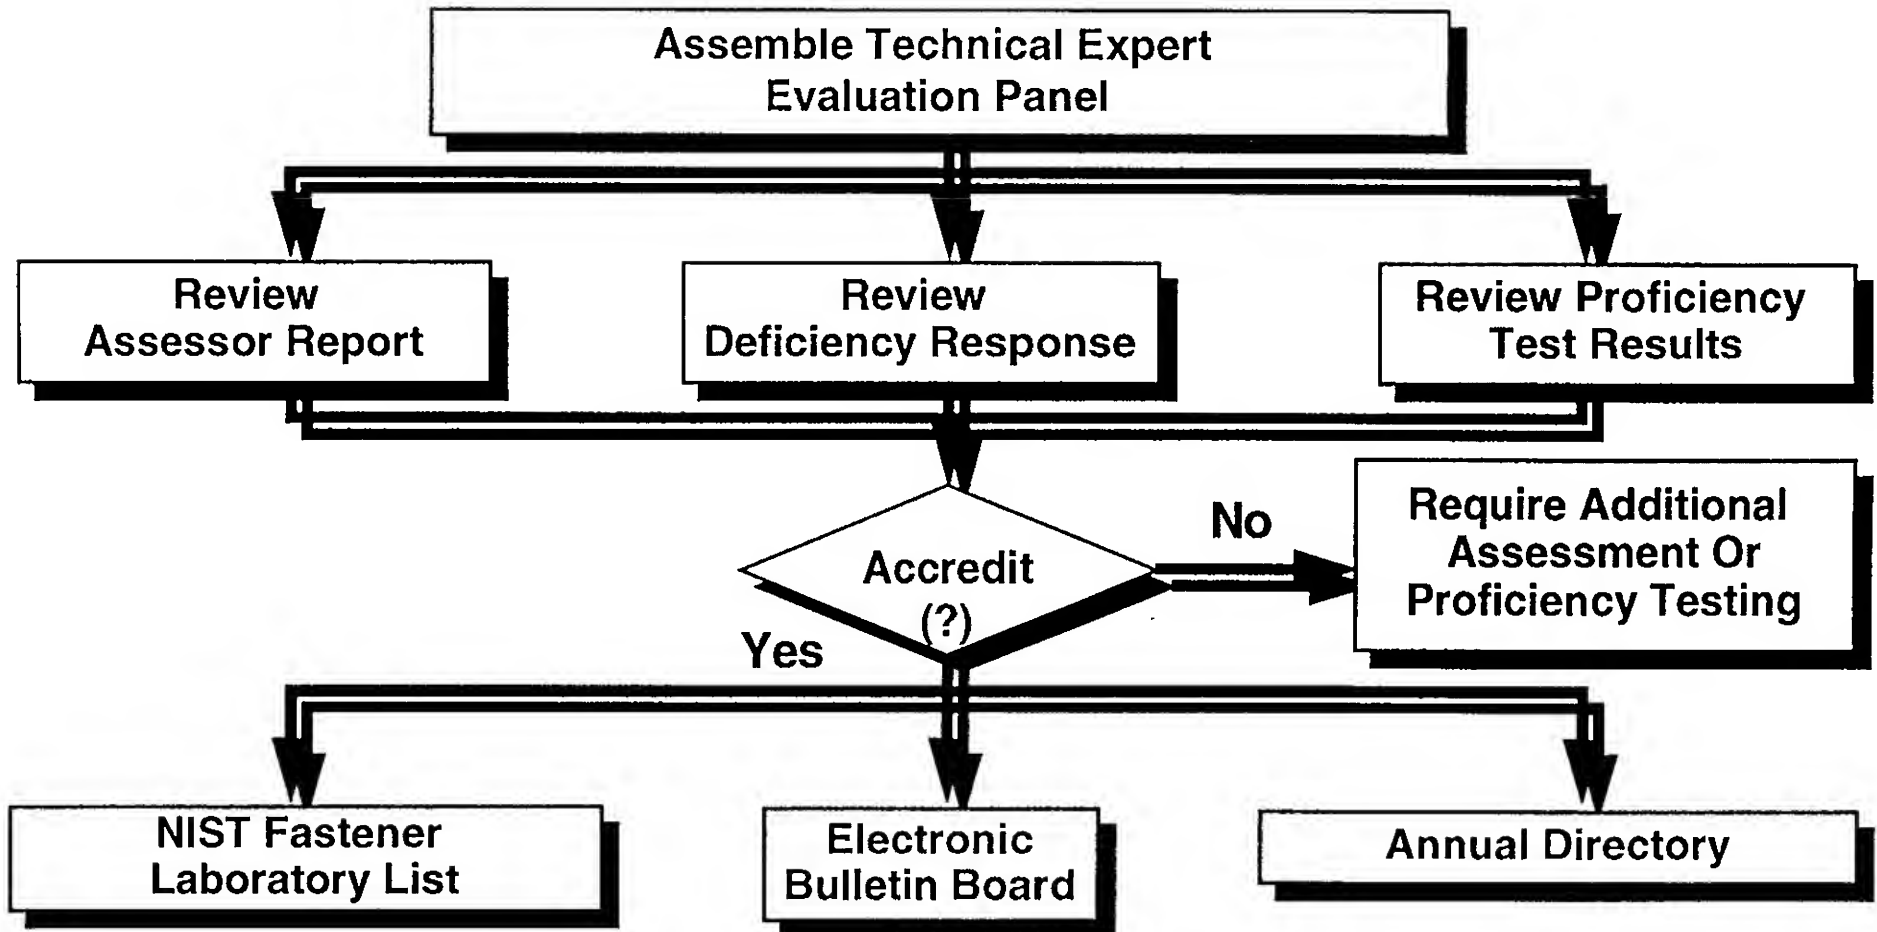 Assemble Technical Expert
Evaluation Panel
Review
Assessor Report
Review
Deficiency Response
Review Proficiency
Test Results
Accredit
(?)
No
Require Additional
Assessment Or
Proficiency Testing
Yes
NIST Fastener
Laboratory List
Electronic
Bulletin Board
Annual Directory